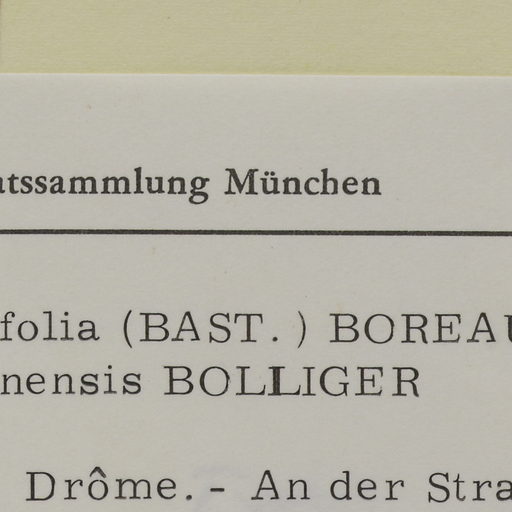 atssammlung München
folia (BAST.) BOREAU
nensis BOLLIGER
Drôme.- An der Stra